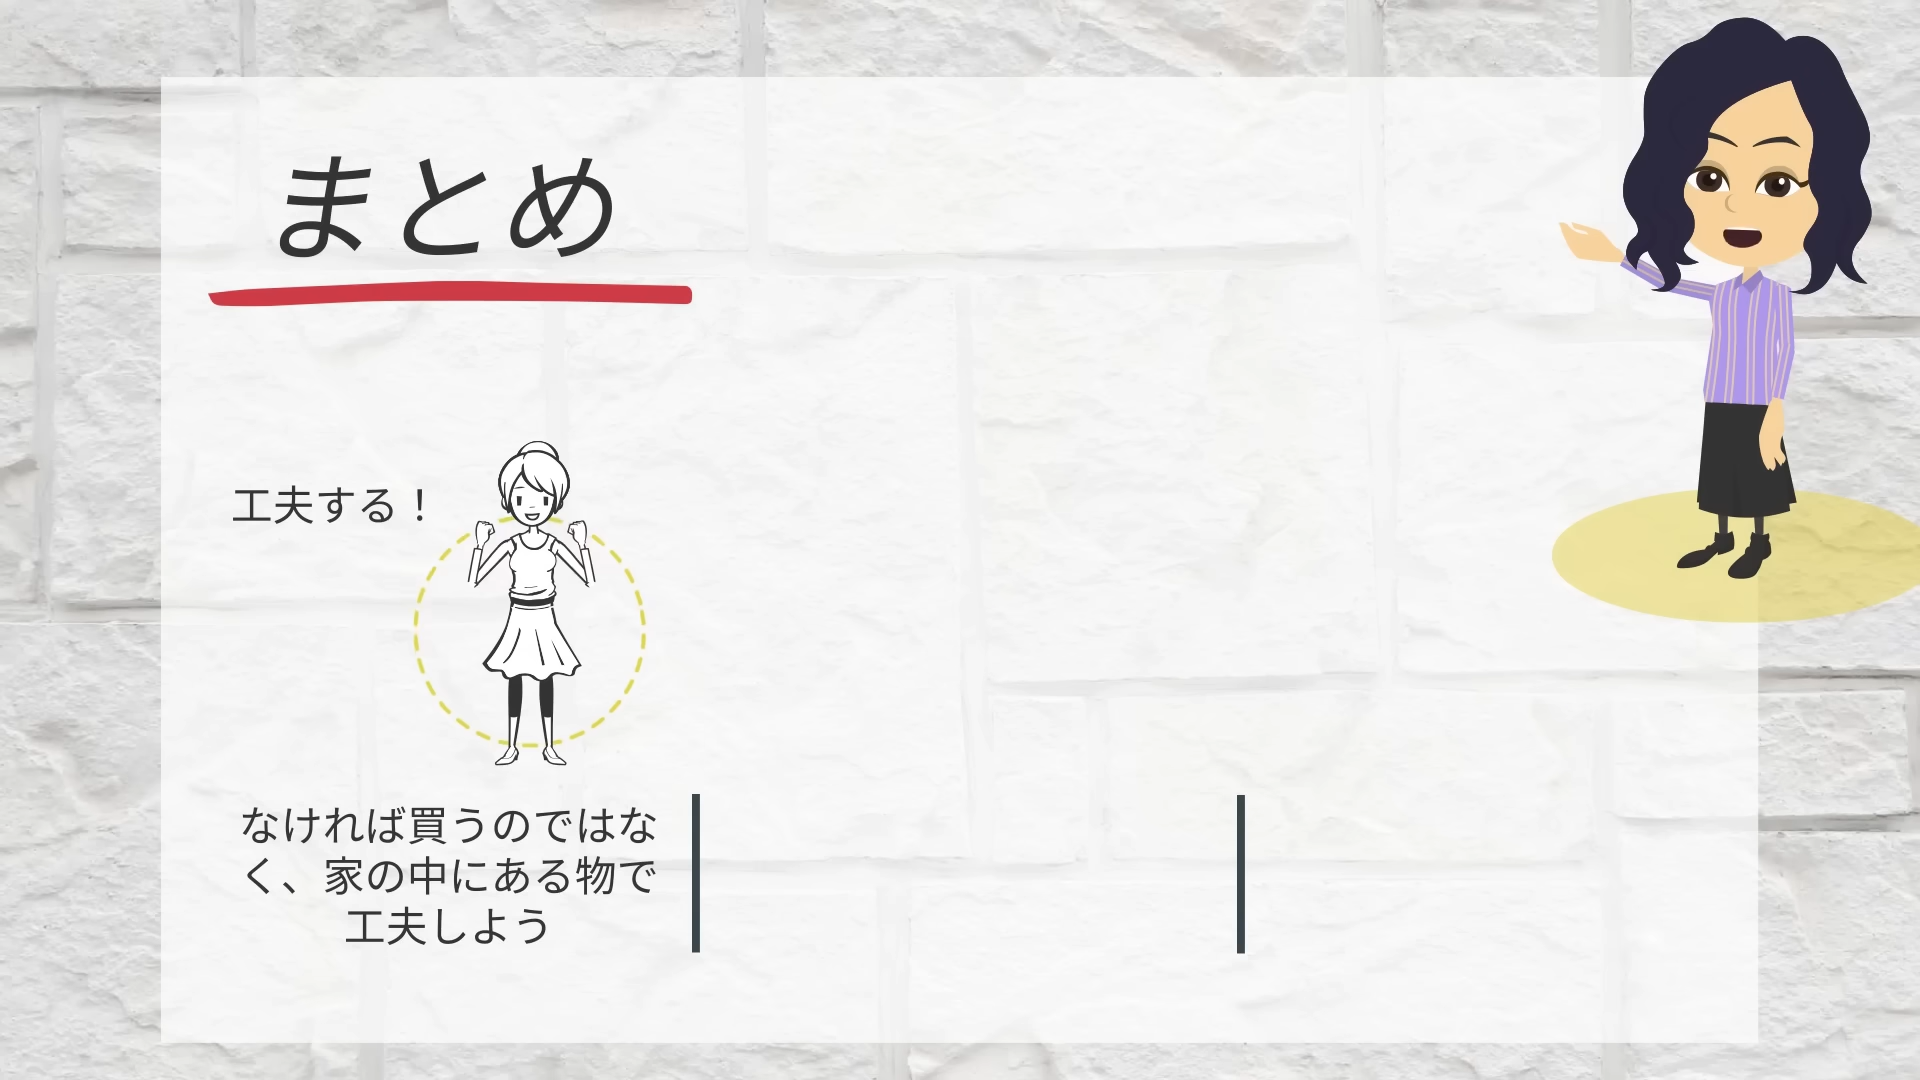 まとめ
工夫する！
なければ買うのではな
く、家の中にある物で
工夫しよう